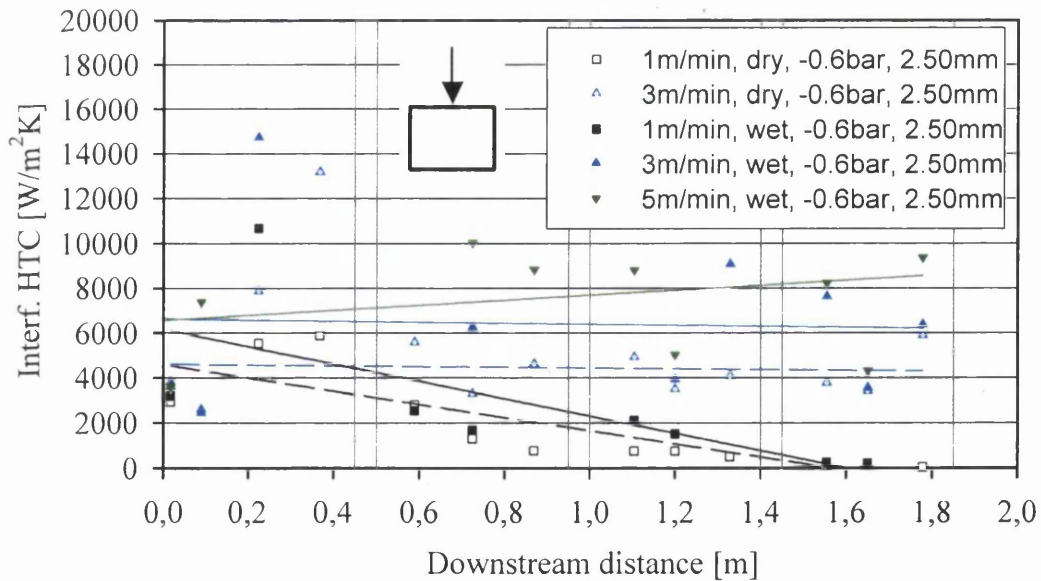 20000
18000
16000
14000
12000
10000
8000
6000
4000
2000
0
Interf. HTC [W/m²K]
1m/min, dry, -0.6bar, 2.50mm
3m/min, dry, -0.6bar, 2.50mm
1m/min, wet, -0.6bar, 2.50mm
3m/min, wet, -0.6bar, 2.50mm
5m/min, wet, -0.6bar, 2.50mm
0,0 0,2 0,4 0,6 0,8 1,0 1,2 1,4 1,6 1,8 2,0
Downstream distance [m]